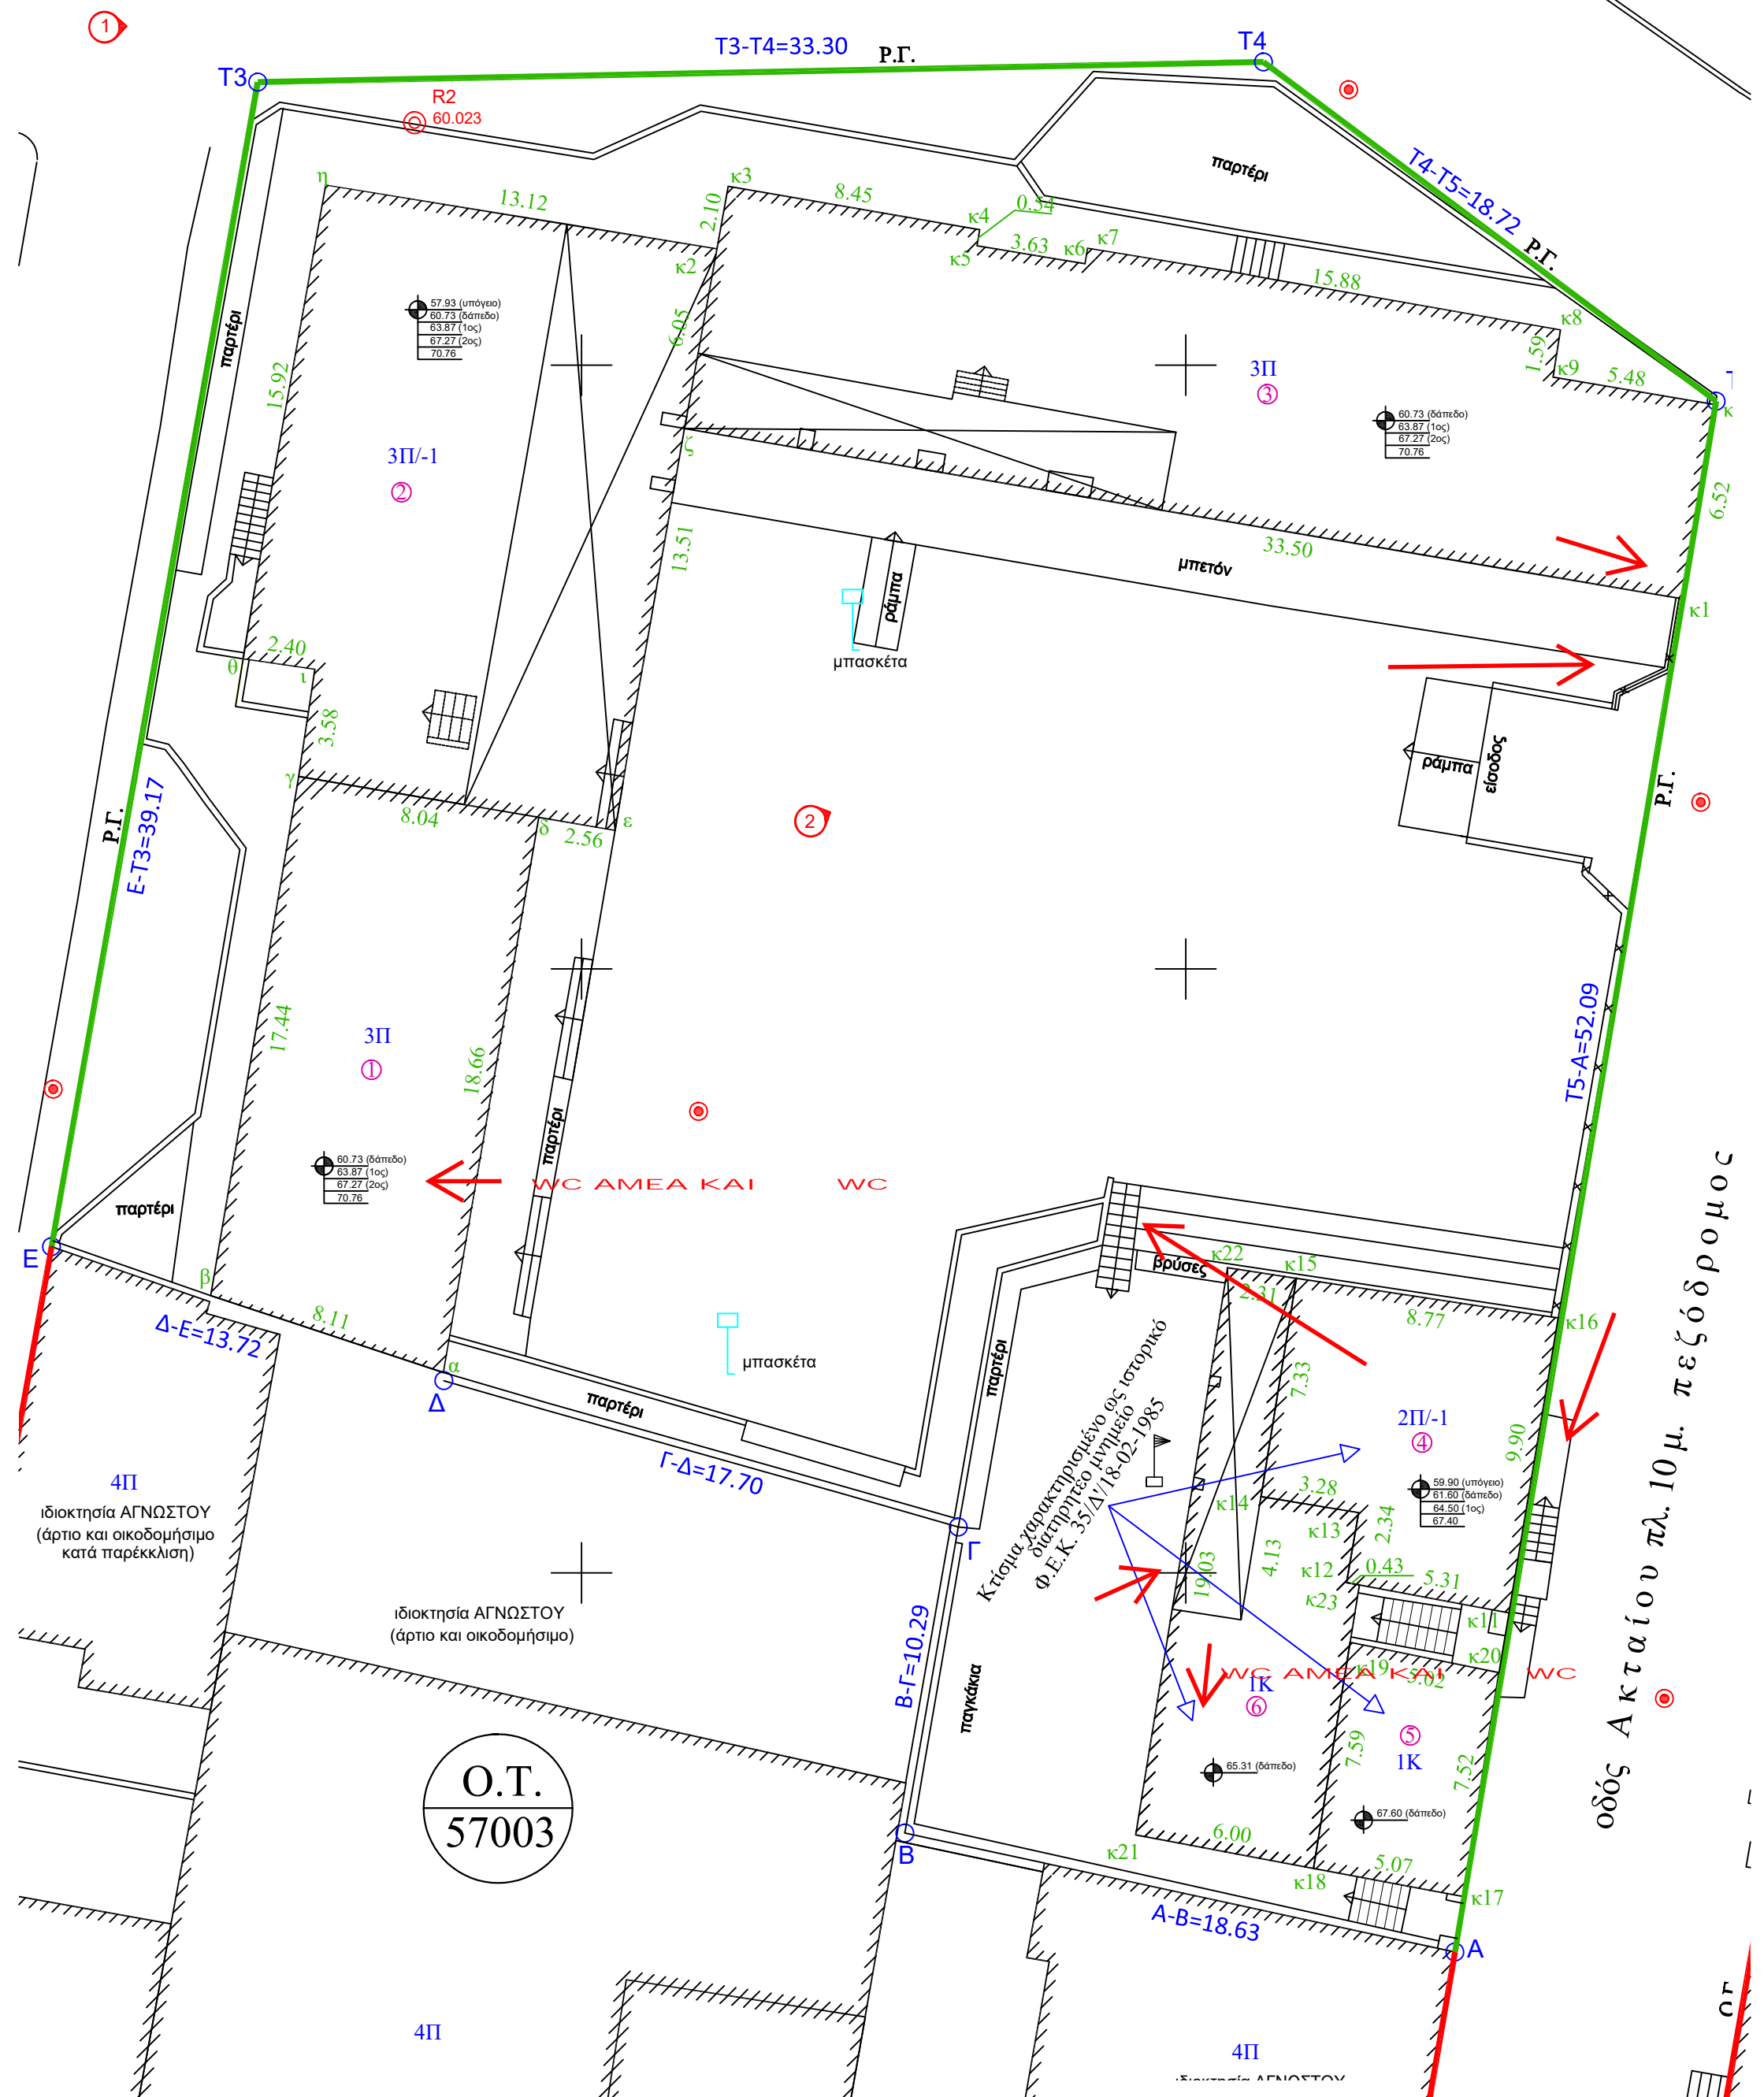 1
T3-T4=33.30
Ρ.Γ.
T4
T3
R2
60.023
T4-T5=18.72
Ρ.Γ.
παρτέρι
η
13.12
κ3
2.10
8.45
κ4
0.54
κ5
3.63
κ6
κ7
κ2
15.88
κ8
1.59
κ9
5.48
57.93 (υπόγειο)
60.73 (δάπεδο)
63.87 (1ος)
67.27 (2ος)
70.76
παρτέρι
6.05
15.92
3Π
3
60.73 (δάπεδο)
63.87 (1ος)
67.27 (2ος)
70.76
3Π/-1
2
ζ
6.52
13.51
33.50
μπετόν
ράμπα
μπασκέτα
κ1
2.40
θ
ι
3.58
γ
8.04
δ
2.56
ε
ράμπα
είσοδος
Ρ.Γ.
Ρ.Γ.
E-T3=39.17
2
17.44
3Π
1
18.66
T5-A=52.09
παρτέρι
60.73 (δάπεδο)
63.87 (1ος)
67.27 (2ος)
70.76
WC ΑΜΕΑ ΚΑΙ WC
παρτέρι
E
β
8.11
Δ-E=13.72
α
Δ
μπασκέτα
παρτέρι
Γ-Δ=17.70
βρύσες
κ22
2.31
κ15
8.77
κ16
παρτέρι
7.33
Κτίσμα χαρακτηρισμένο ως ιστορικό
διατηρητέο μνημείο
Φ.Ε.Κ. 35/Δ'/18-02-1985
2Π/-1
4
9.90
59.90 (υπόγειο)
61.60 (δάπεδο)
64.50 (1ος)
67.40
κ14
3.28
κ13
2.34
4.13
κ12
0.43
5.31
κ23
κ11
19.03
κ19
5.02
κ20
WC ΑΜΕΑ ΚΑΙ WC
1Κ
6
5
1Κ
7.59
7.52
65.31 (δάπεδο)
67.60 (δάπεδο)
6.00
5.07
κ21
κ18
κ17
Γ
B-Γ=10.29
παγκάκια
B
A-B=18.63
A
οδός Ακταίου πλ. 10 μ. πεζόδρομος
4Π
ιδιοκτησία ΑΓΝΩΣΤΟΥ
(άρτιο και οικοδομήσιμο
κατά παρέκκλιση)
ιδιοκτησία ΑΓΝΩΣΤΟΥ
(άρτιο και οικοδομήσιμο)
Ο.Τ.
57003
4Π
4Π
ιδιοκτησία ΑΓΝΩΣΤΟΥ